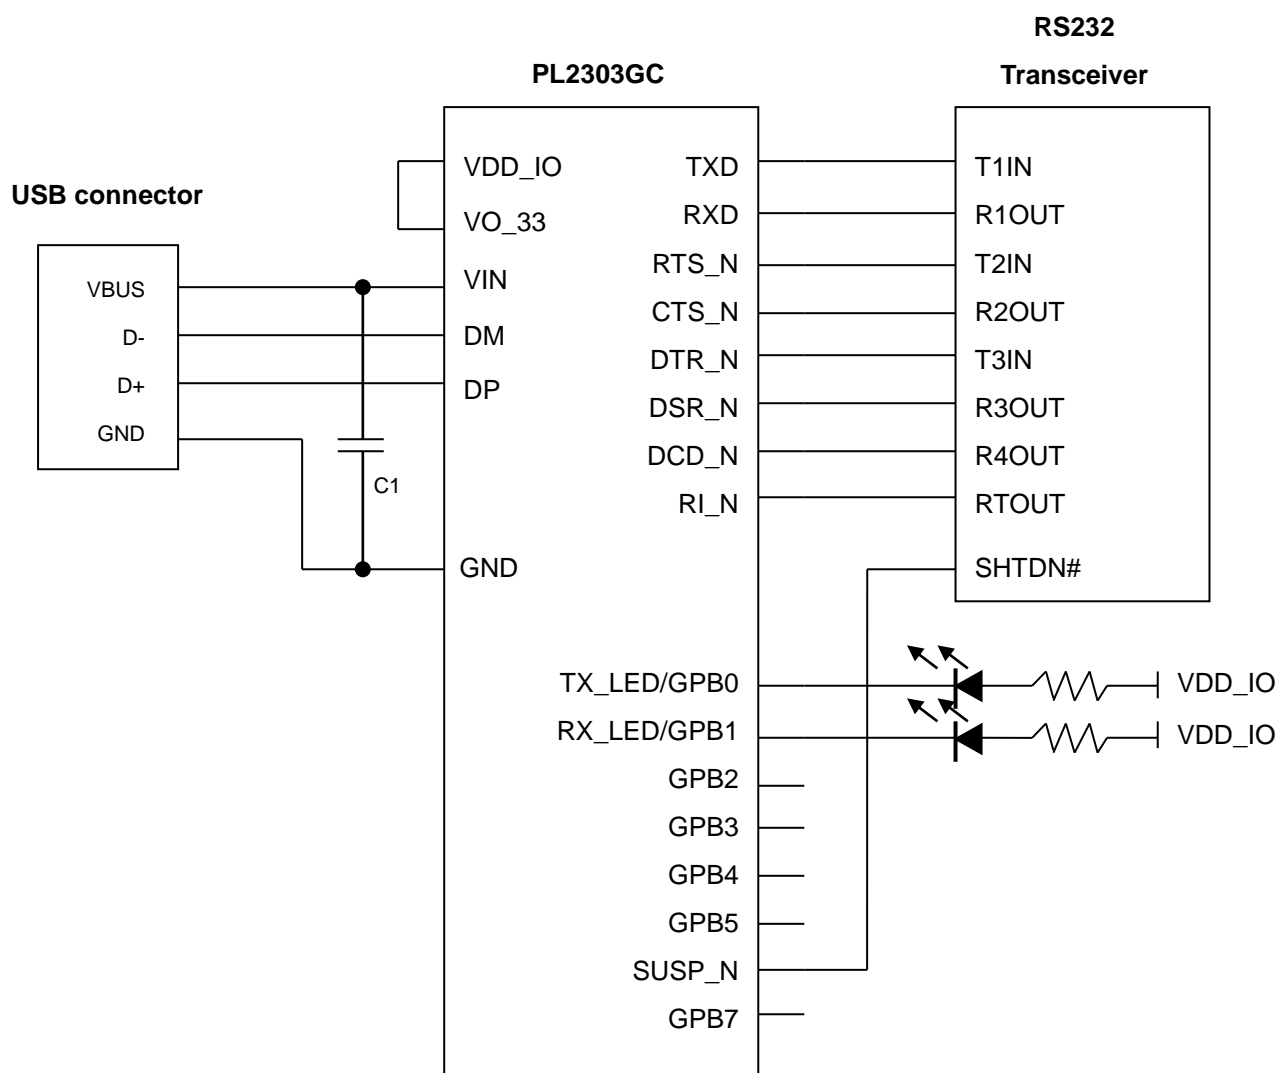 RS232
Transceiver
PL2303GC
USB connector
VBUS
D-
D+
GND
C1
VDD_IO
VO_33
VIN
DM
DP
GND
TXD
RXD
RTS_N
CTS_N
DTR_N
DSR_N
DCD_N
RI_N
TX_LED/GPB0
RX_LED/GPB1
GPB2
GPB3
GPB4
GPB5
SUSP_N
GPB7
T1IN
R1OUT
T2IN
R2OUT
T3IN
R3OUT
R4OUT
RTOUT
SHTDN#
VDD_IO
VDD_IO